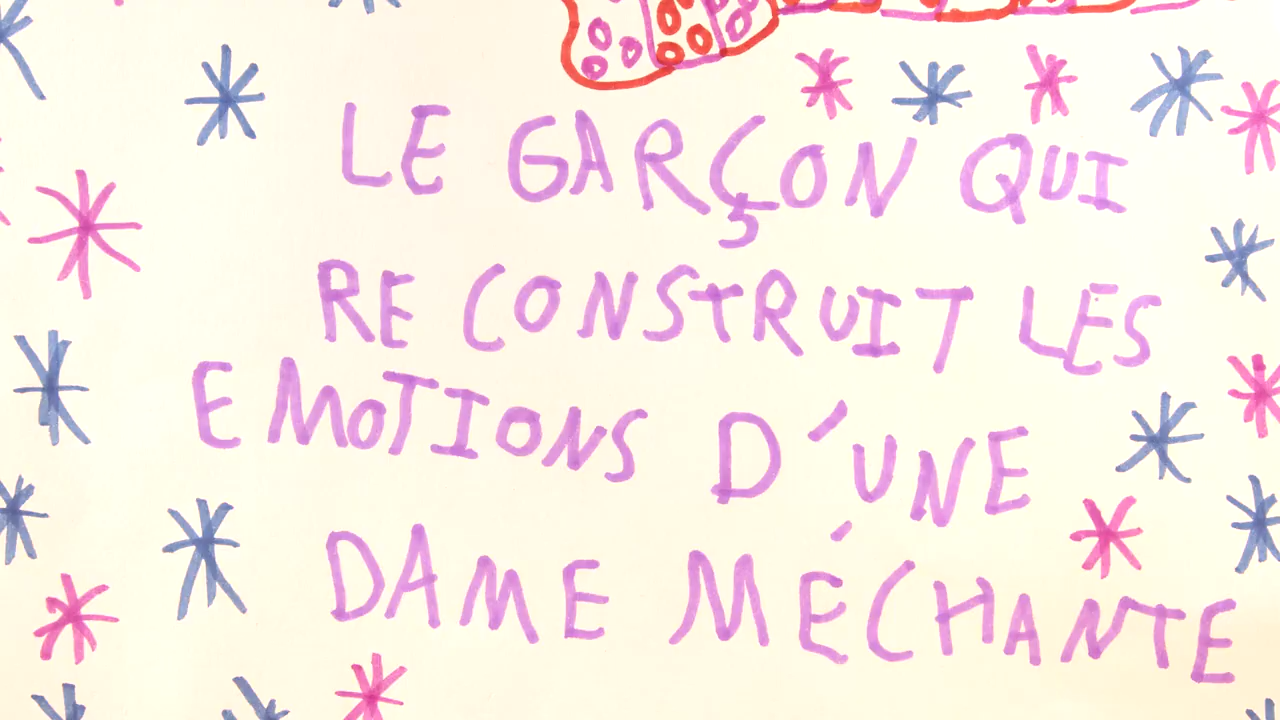 LE GARÇON QUI
RE CONSTRUIT LES
EMOTIONS D'UNE
DAME MÉCHANTE